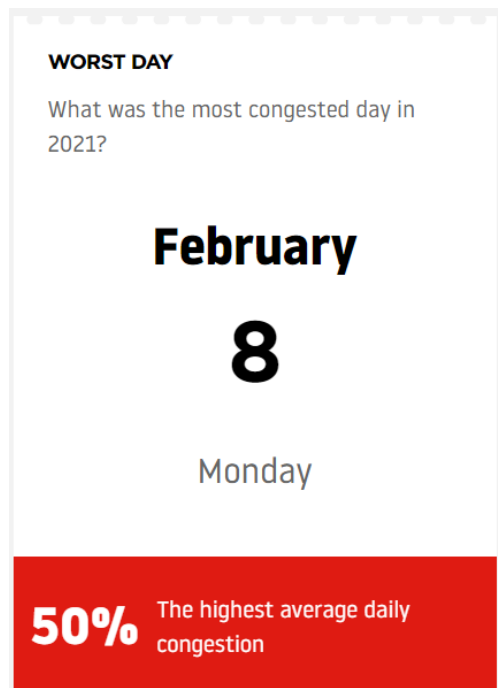 WORST DAY
What was the most congested day in
2021?
February
8
Monday
50%
The highest average daily
congestion